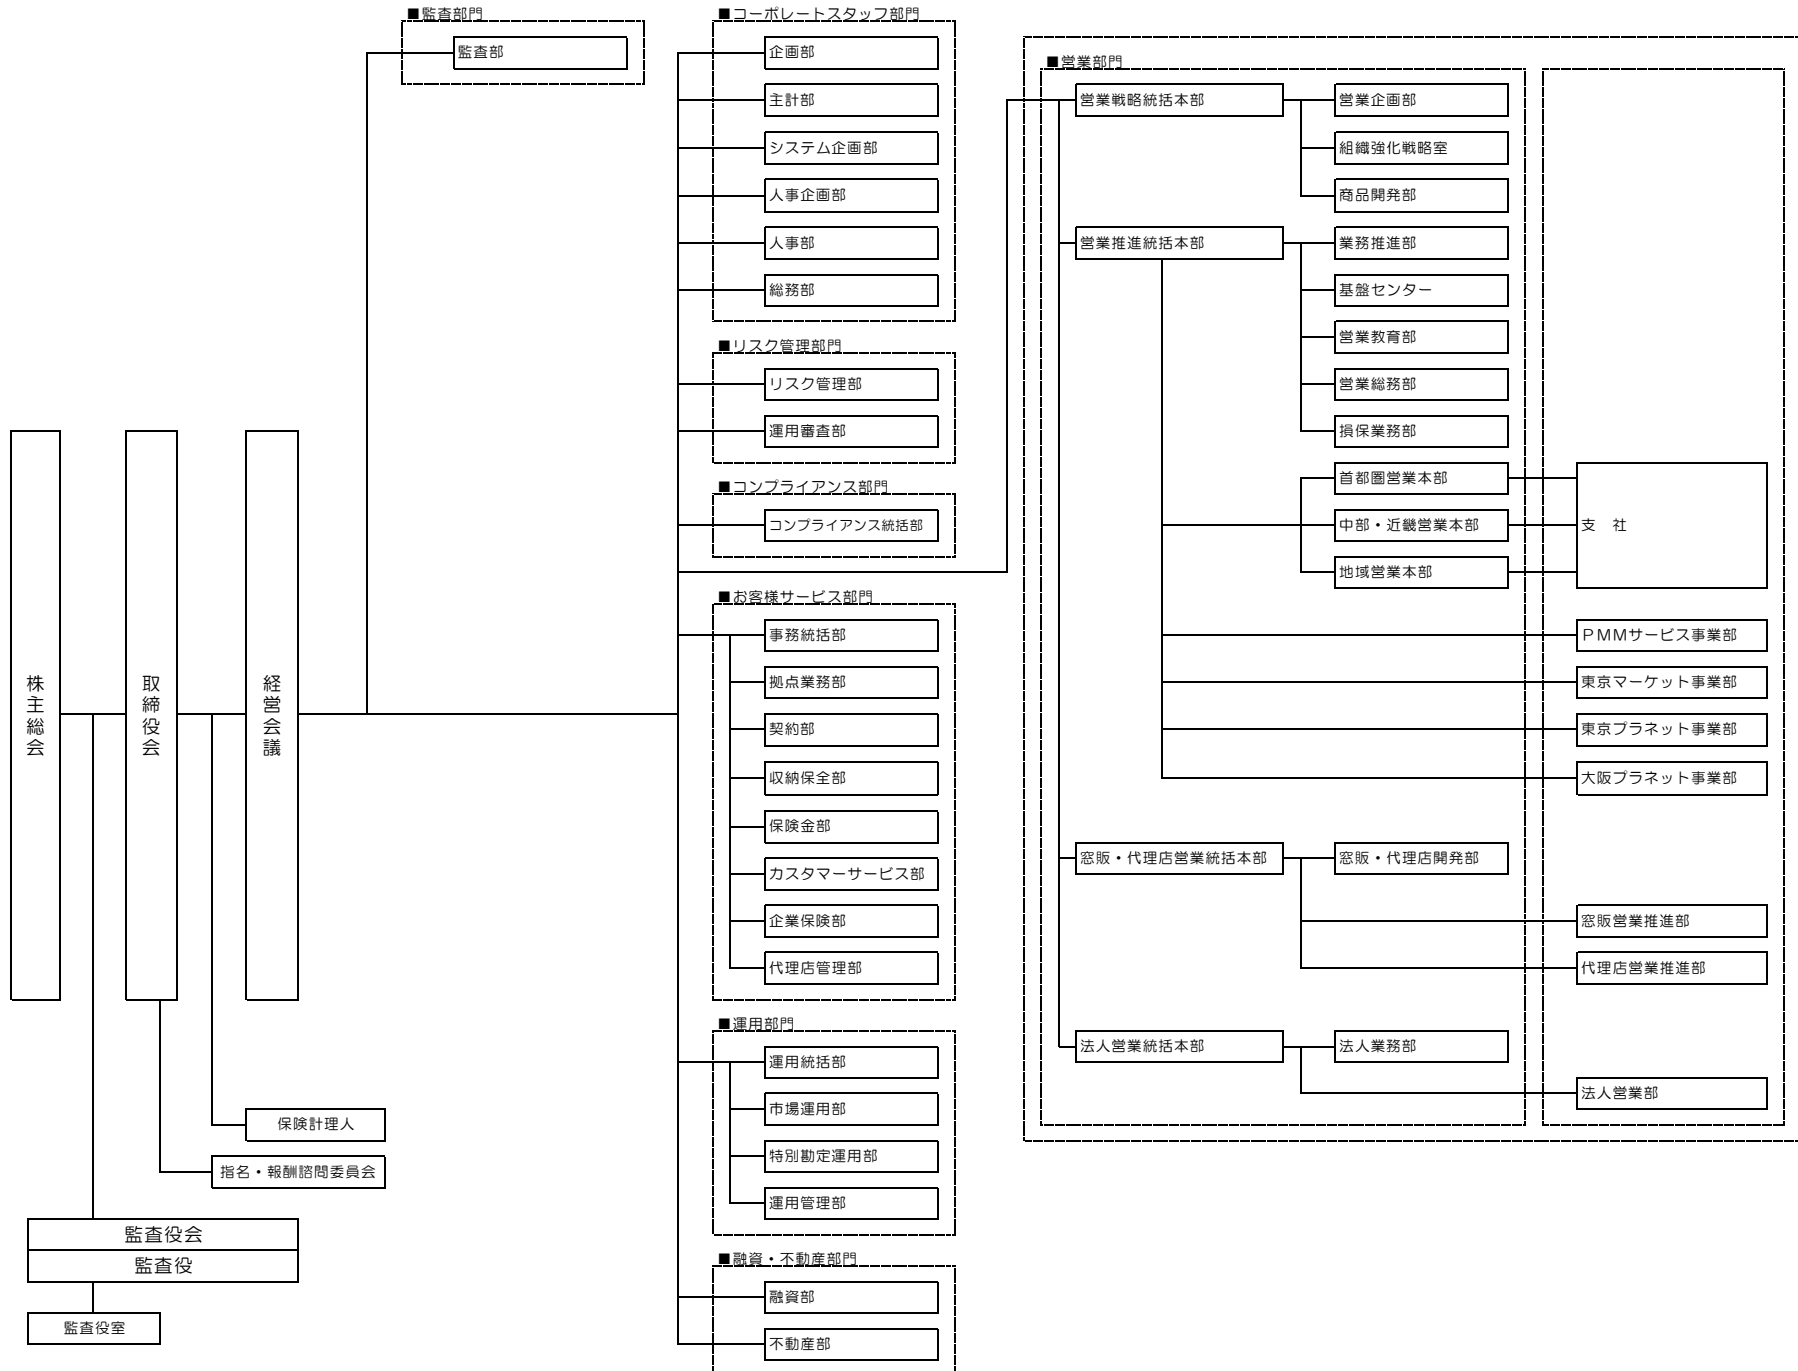 ■監査部門
監査部
■コーポレートスタッフ部門
企画部
主計部
システム企画部
人事企画部
人事部
総務部
■リスク管理部門
リスク管理部
運用審査部
■コンプライアンス部門
コンプライアンス統括部
■お客様サービス部門
事務統括部
拠点業務部
契約部
収納保全部
保険金部
カスタマーサービス部
企業保険部
代理店管理部
■運用部門
運用統括部
市場運用部
特別勘定運用部
運用管理部
■融資・不動産部門
融資部
不動産部
■営業部門
営業戦略統括本部
営業企画部
組織強化戦略室
商品開発部
営業推進統括本部
業務推進部
基盤センター
営業教育部
営業総務部
損保業務部
首都圏営業本部
中部・近畿営業本部
地域営業本部
支　社
ＰＭＭサービス事業部
東京マーケット事業部
東京プラネット事業部
大阪プラネット事業部
窓販・代理店営業統括本部
窓販・代理店開発部
窓販営業推進部
代理店営業推進部
法人営業統括本部
法人業務部
法人営業部
株主総会
取締役会
経営会議
保険計理人
指名・報酬諮問委員会
監査役会
監査役
監査役室